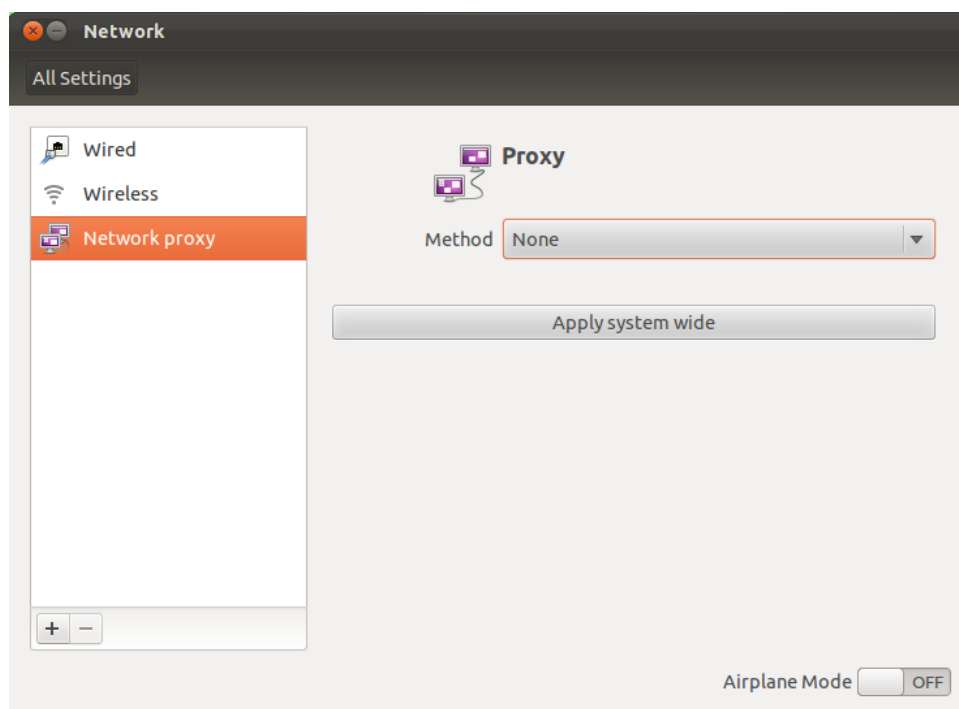 Network
All Settings
Wired
Wireless
Network proxy
Proxy
Method None
Apply system wide
Airplane Mode OFF